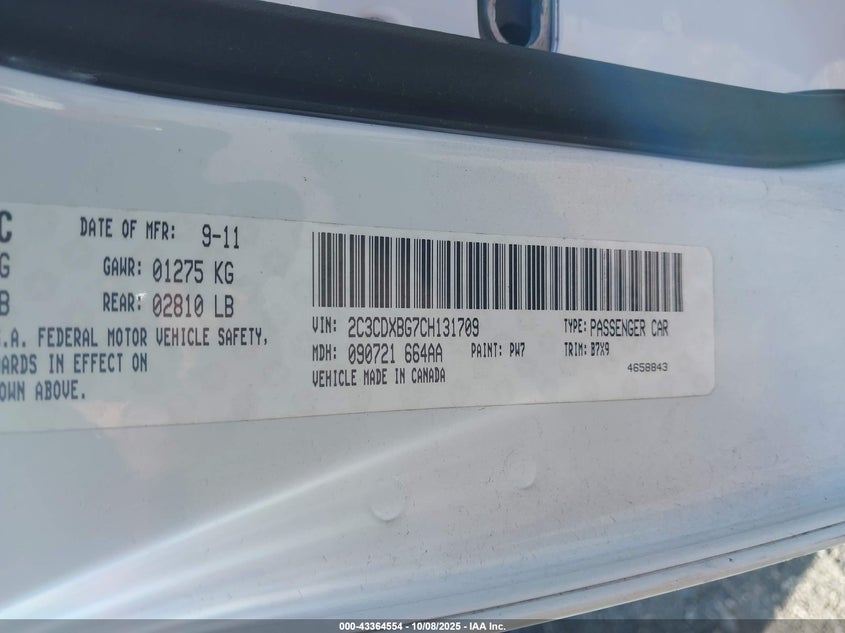 C
DATE OF MFR: 9-11
G
GAWR: 01275 KG
B
REAR: 02810 LB
.A. FEDERAL MOTOR VEHICLE SAFETY,
ARDS IN EFFECT ON
OWN ABOVE.
VIN: 2C3CDXBG7CH131709 TYPE: PASSENGER CAR
MDH: 090721 664AA PAINT: PW7 TRIM: B7X9
VEHICLE MADE IN CANADA 4658843
000-43364554 - 10/08/2025 - IAA Inc.